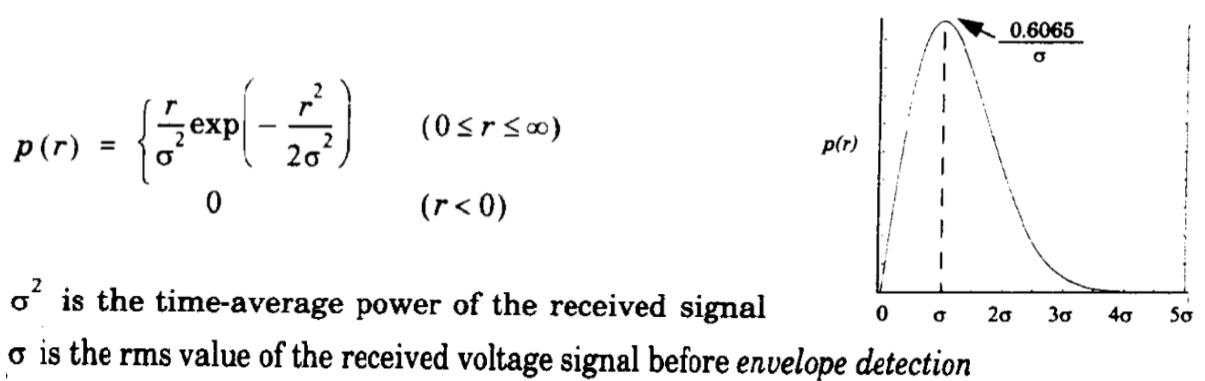 p(r) = { r/σ² exp(− r²/2σ²) (0 ≤ r ≤ ∞)
0 (r < 0)
σ² is the time-average power of the received signal
σ is the rms value of the received voltage signal before envelope detection
0.6065/σ
p(r)
0 σ 2σ 3σ 4σ 5σ